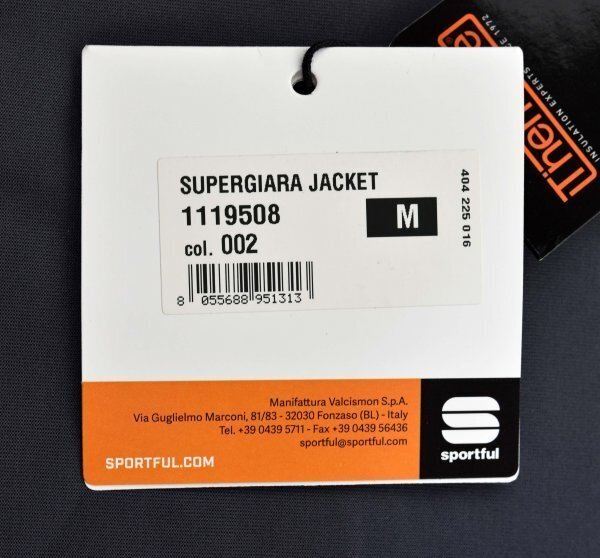 SUPERGIARA JACKET
1119508
M
col. 002
404 225 016
8 055688 951313
Manifattura Valcismon S.p.A.
Via Guglielmo Marconi, 81/83 - 32030 Fonzaso (BL) - Italy
Tel. +39 0439 5711 - Fax +39 0439 56436
sportful@sportful.com
SPORTFUL.COM
sportful
INSULATION EXPERTS
1972